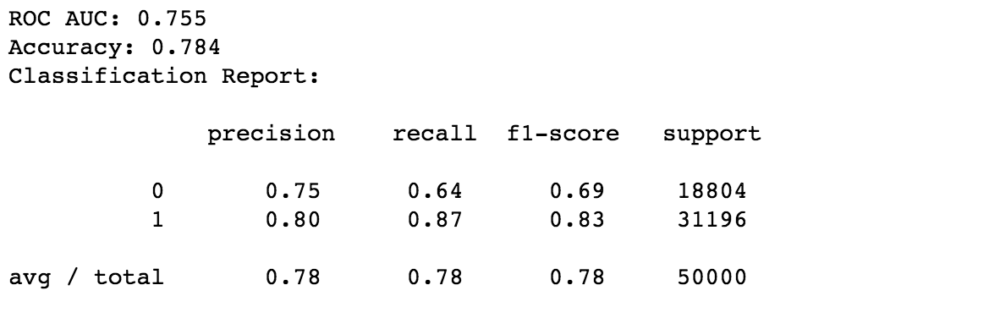 ROC AUC: 0.755
Accuracy: 0.784
Classification Report:
precision recall f1-score support
0 0.75 0.64 0.69 18804
1 0.80 0.87 0.83 31196
avg / total 0.78 0.78 0.78 50000